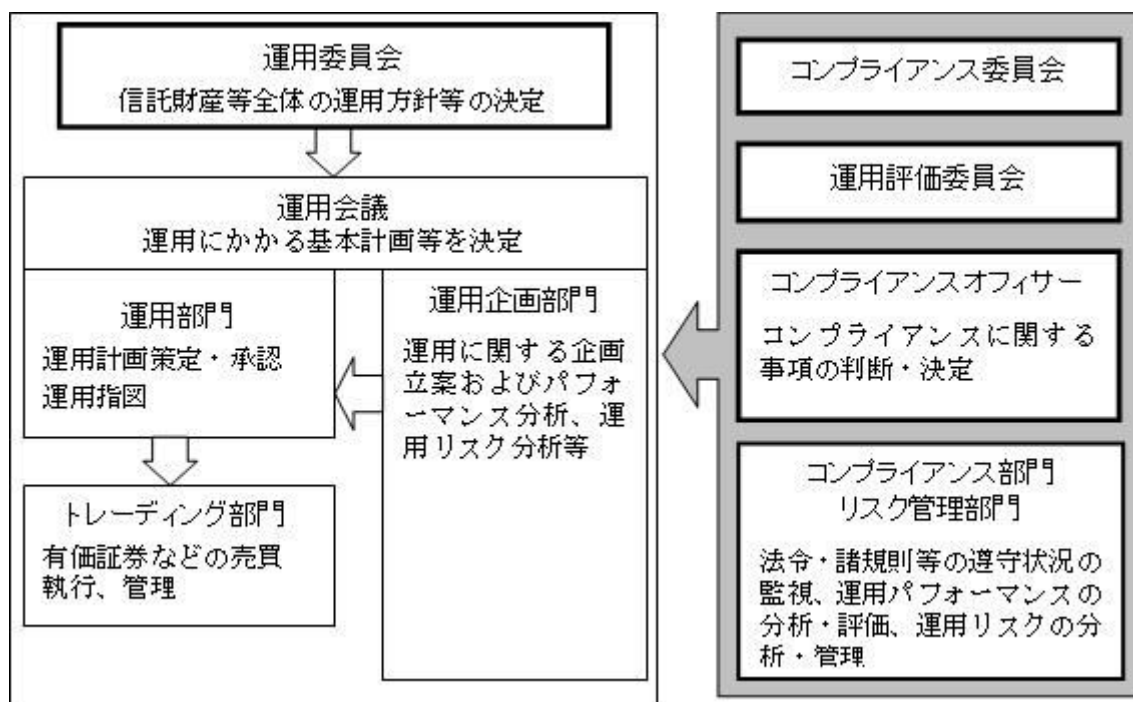 運用委員会
信託財産等全体の運用方針等の決定
運用会議
運用にかかる基本計画等を決定
運用部門
運用計画策定・承認
運用指図
運用企画部門
運用に関する企画
立案およびパフォ
ーマンス分析、運
用リスク分析等
トレーディング部門
有価証券などの売買
執行、管理
コンプライアンス委員会
運用評価委員会
コンプライアンスオフィサー
コンプライアンスに関する
事項の判断・決定
コンプライアンス部門
リスク管理部門
法令・諸規則等の遵守状況の
監視、運用パフォーマンスの
分析・評価、運用リスクの分
析・管理